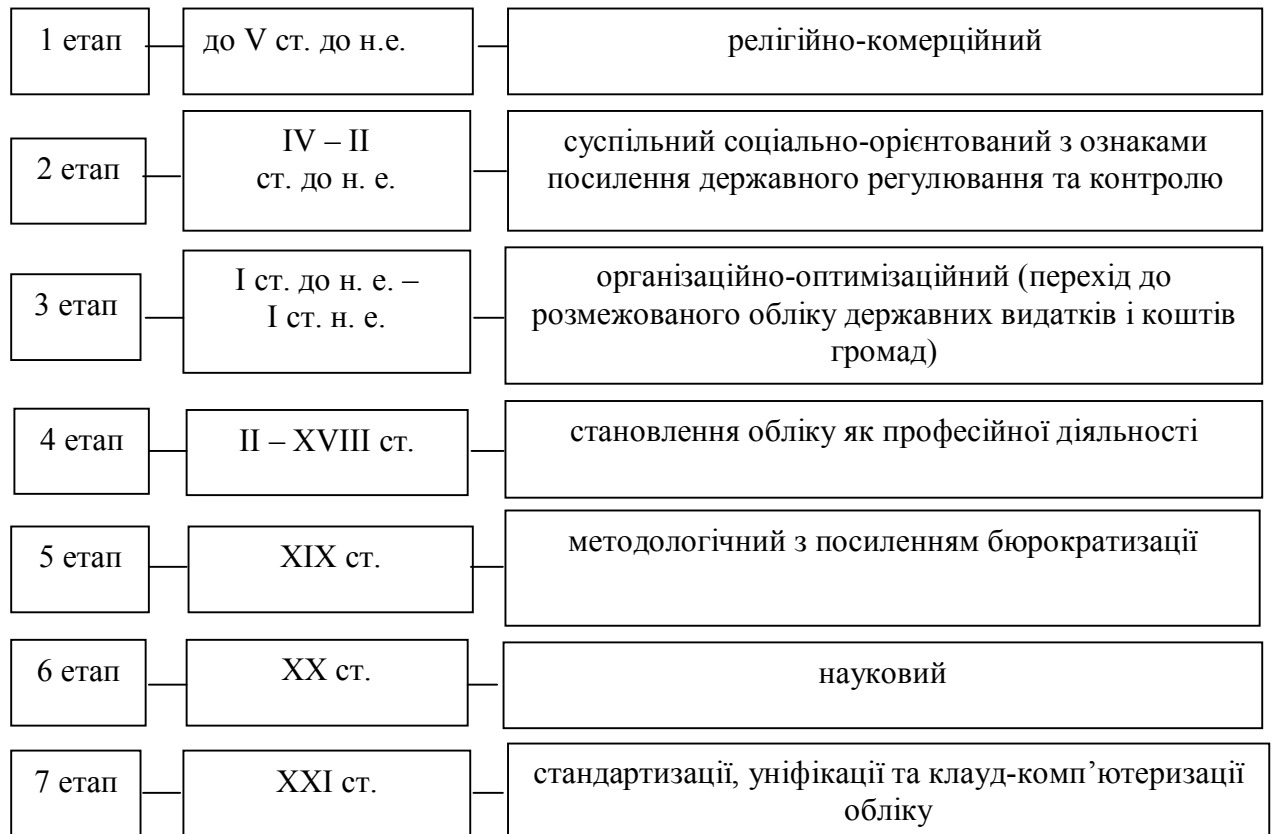 1 етап
до V ст. до н.е.
релігійно-комерційний
2 етап
IV – II
ст. до н. е.
суспільний соціально-орієнтований з ознаками
посилення державного регулювання та контролю
3 етап
I ст. до н. е. –
I ст. н. е.
організаційно-оптимізаційний (перехід до
розмежованого обліку державних видатків і коштів
громад)
4 етап
II – XVIII ст.
становлення обліку як професійної діяльності
5 етап
XIX ст.
методологічний з посиленням бюрократизації
6 етап
XX ст.
науковий
7 етап
XXI ст.
стандартизації, уніфікації та клауд-комп’ютеризації
обліку